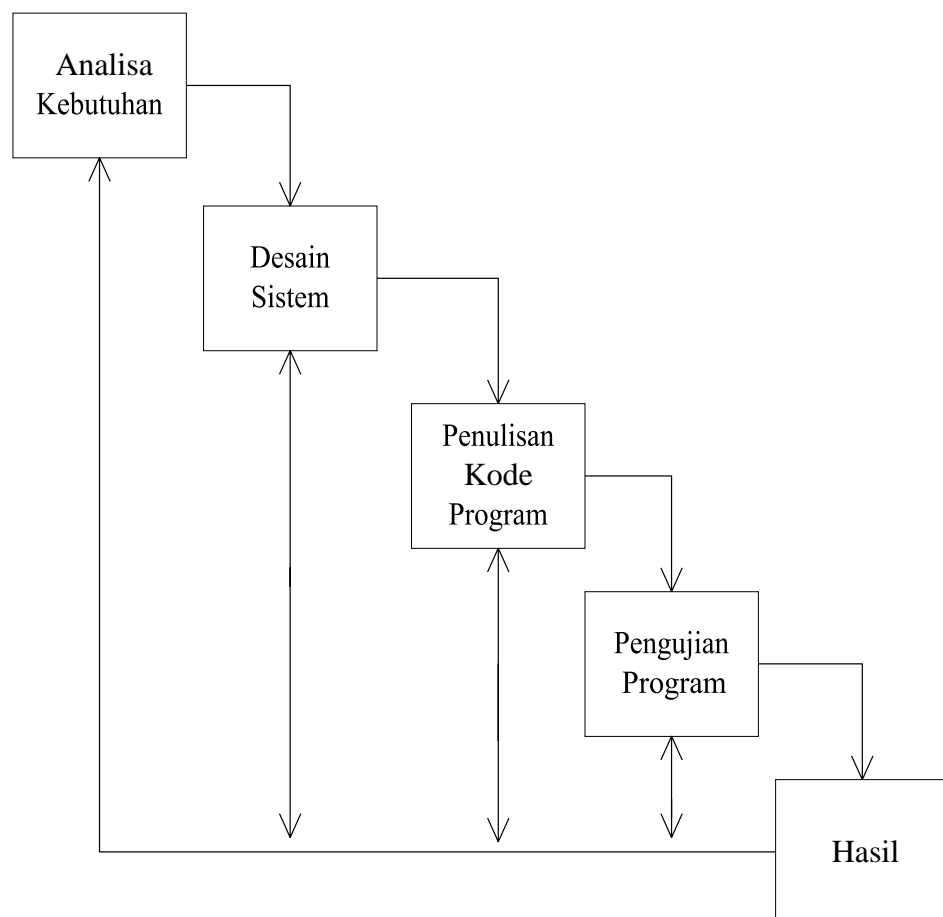 Analisa
Kebutuhan
Desain
Sistem
Penulisan
Kode
Program
Pengujian
Program
Hasil